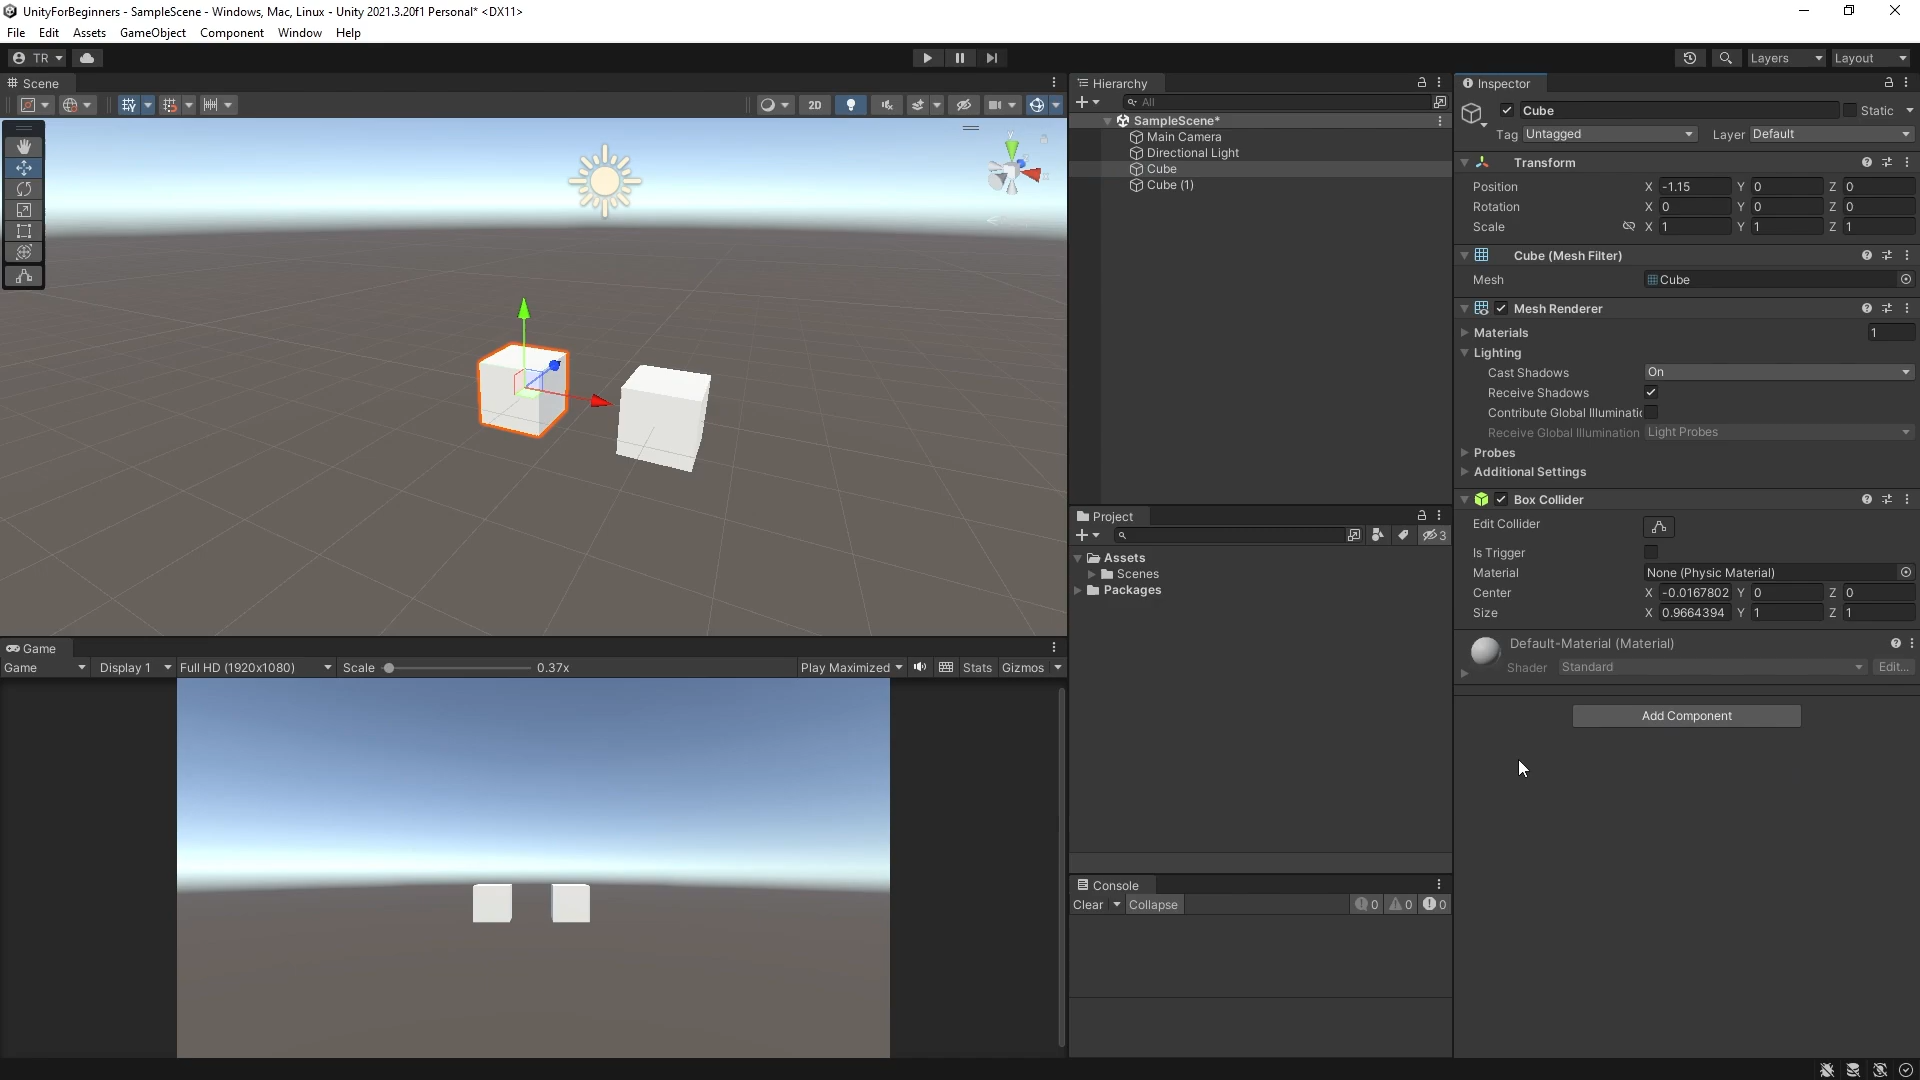 UnityForBeginners - SampleScene - Windows, Mac, Linux - Unity 2021.3.20f1 Personal* <DX11>
File Edit Assets GameObject Component Window Help
TR
Layers Layout
Scene
2D
Y
Game
Game Display 1 Full HD (1920x1080) Scale 0.37x Play Maximized Stats Gizmos
Hierarchy
All
SampleScene*
Main Camera
Directional Light
Cube
Cube (1)
Project
3
Assets
Scenes
Packages
Console
Clear Collapse 0 0 0
Inspector
Cube Static
Tag Untagged Layer Default
Transform
Position X -1.15 Y 0 Z 0
Rotation X 0 Y 0 Z 0
Scale X 1 Y 1 Z 1
Cube (Mesh Filter)
Mesh Cube
Mesh Renderer
Materials 1
Lighting
Cast Shadows On
Receive Shadows
Contribute Global Illuminatic
Receive Global Illumination Light Probes
Probes
Additional Settings
Box Collider
Edit Collider
Is Trigger
Material None (Physic Material)
Center X -0.0167802 Y 0 Z 0
Size X 0.9664394 Y 1 Z 1
Default-Material (Material)
Shader Standard Edit...
Add Component